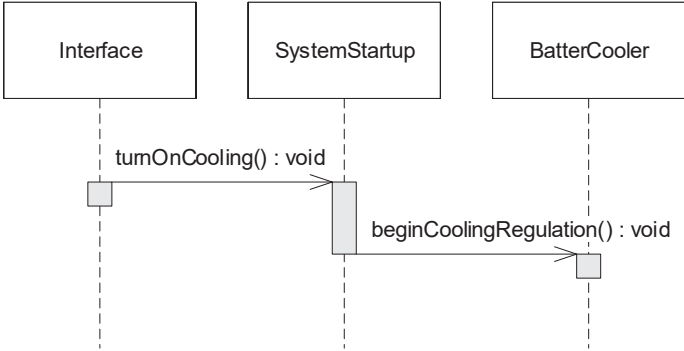 Interface
SystemStartup
BatterCooler
turnOnCooling() : void
beginCoolingRegulation() : void